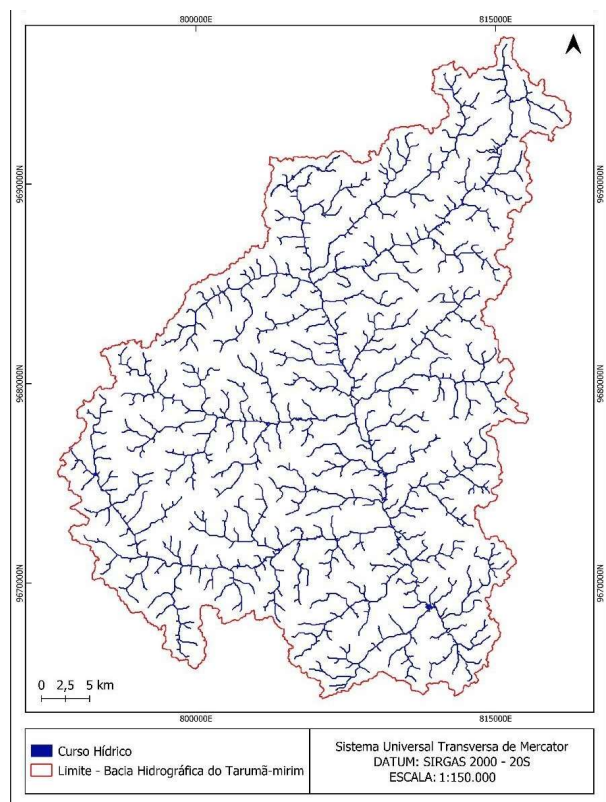 800000E
815000E
9690000N
9690000N
9680000N
9680000N
9670000N
9670000N
0 2,5 5 km
800000E
815000E
Curso Hídrico
Limite - Bacia Hidrográfica do Tarumã-mirim
Sistema Universal Transversa de Mercator
DATUM: SIRGAS 2000 - 20S
ESCALA: 1:150.000